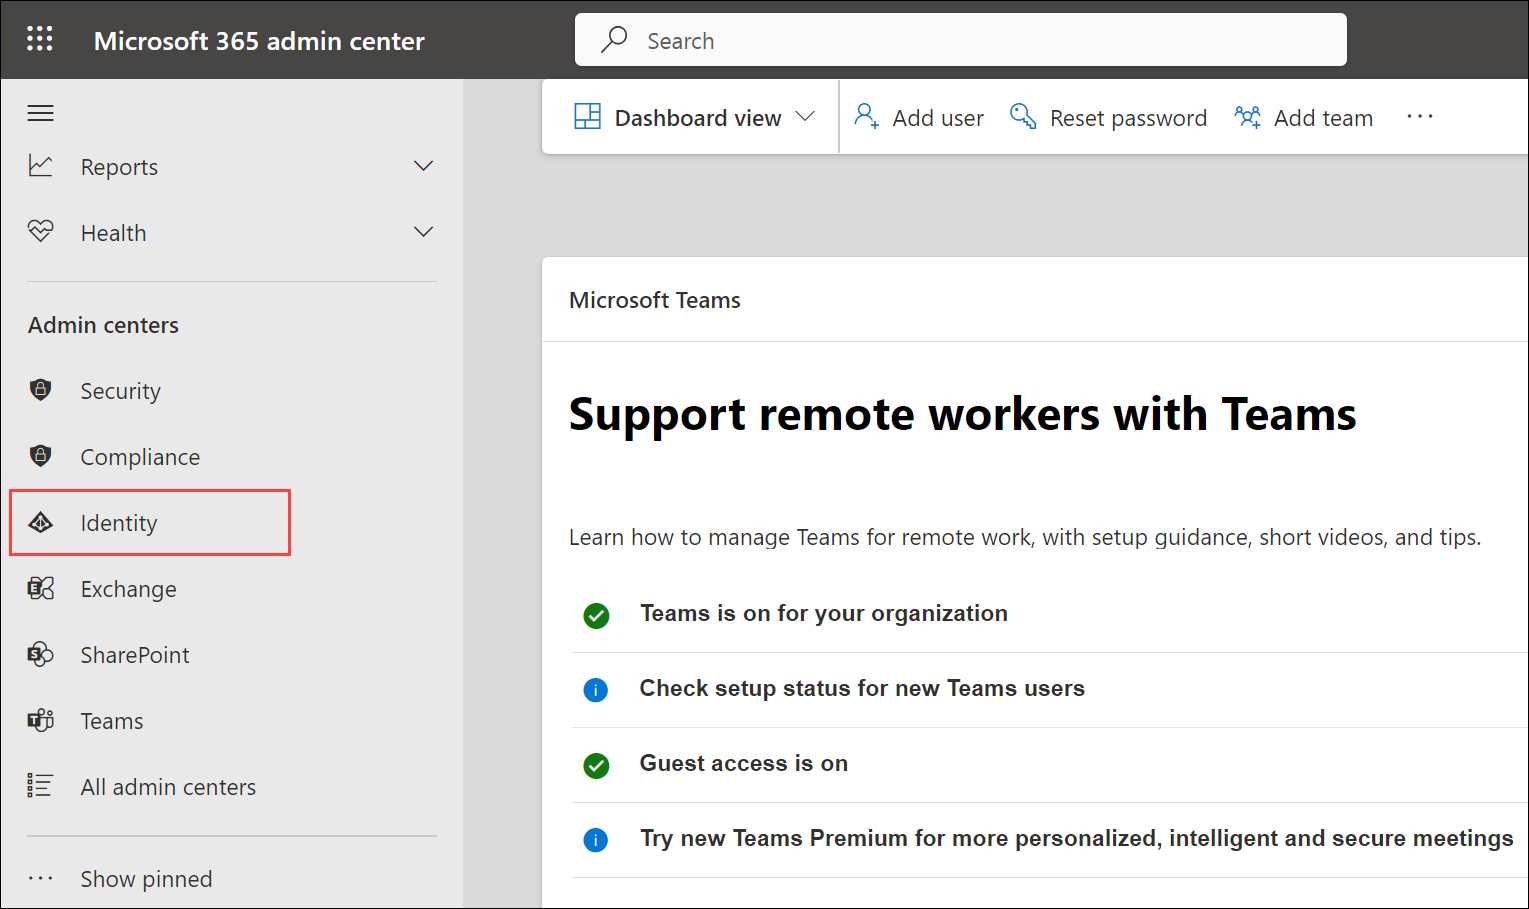 Microsoft 365 admin center
Search
Dashboard view
Add user
Reset password
Add team
Reports
Health
Admin centers
Security
Compliance
Identity
Exchange
SharePoint
Teams
All admin centers
Show pinned
Microsoft Teams
Support remote workers with Teams
Learn how to manage Teams for remote work, with setup guidance, short videos, and tips.
Teams is on for your organization
Check setup status for new Teams users
Guest access is on
Try new Teams Premium for more personalized, intelligent and secure meetings